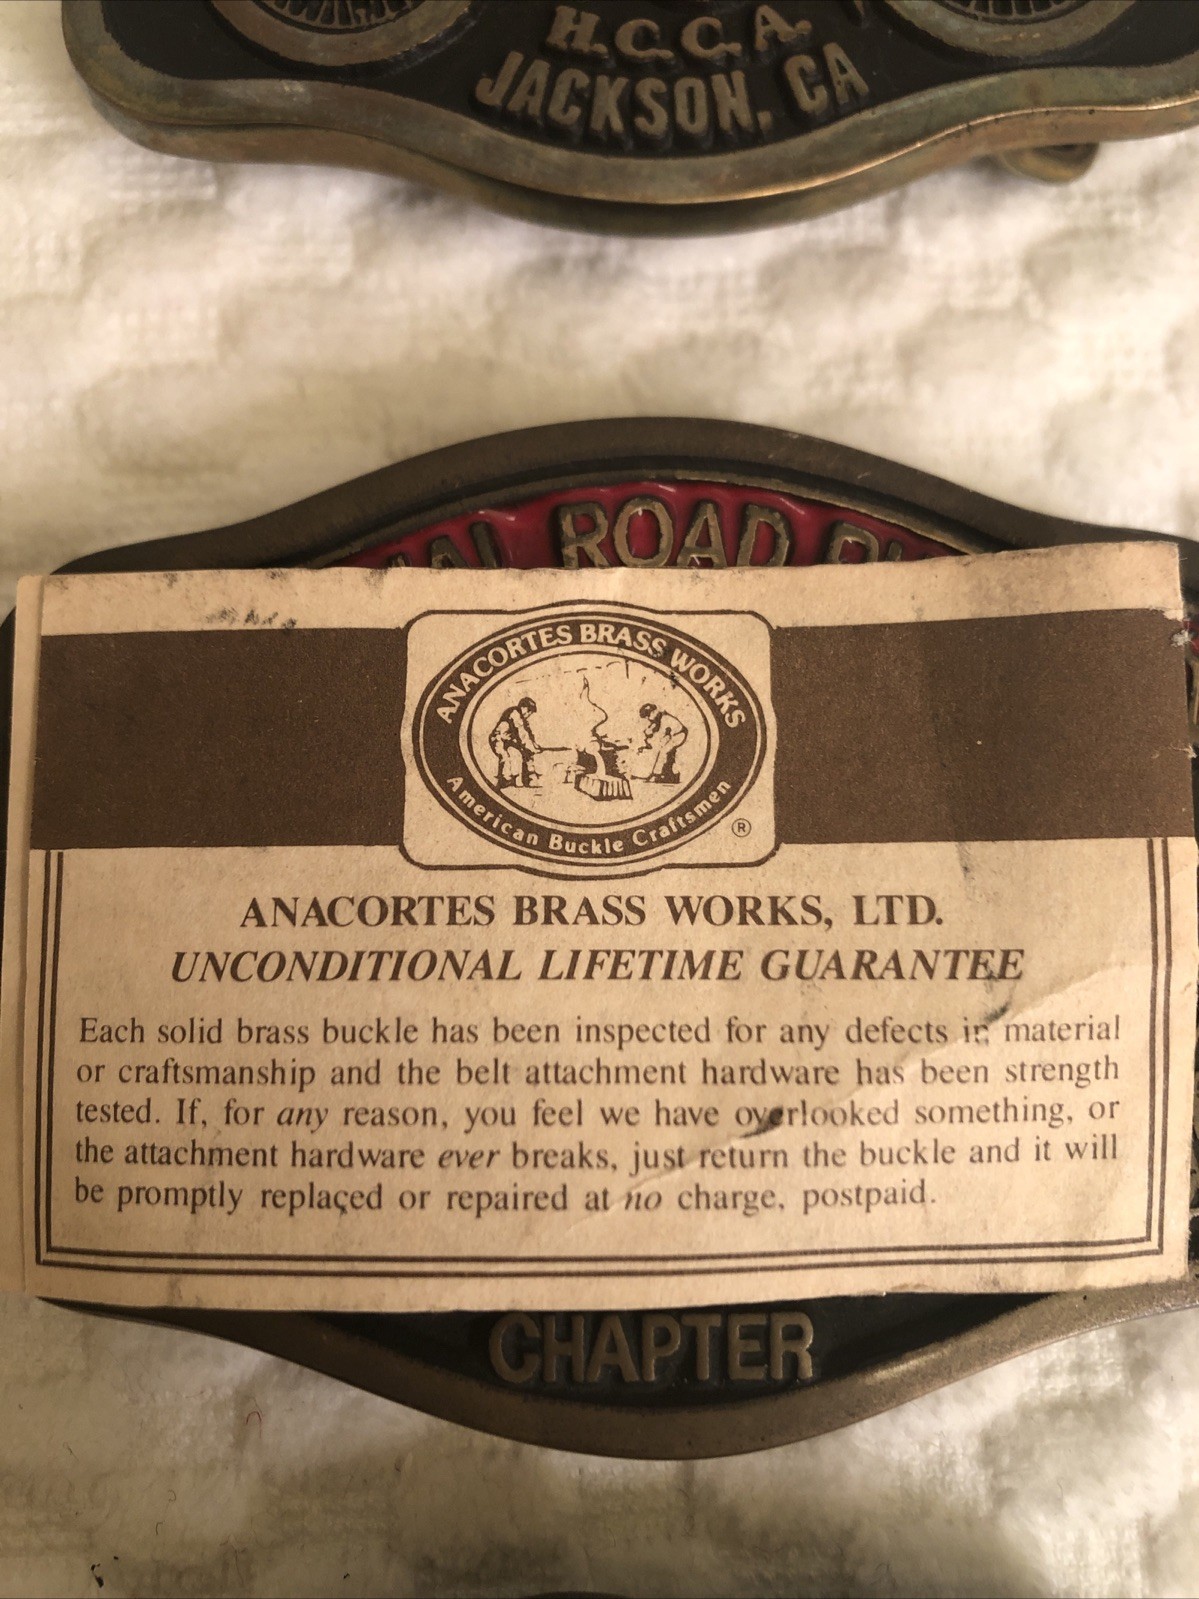 H.C.C.A.
JACKSON, CA
ROAD
ANACORTES BRASS WORKS
American Buckle Craftsmen
®
ANACORTES BRASS WORKS, LTD.
UNCONDITIONAL LIFETIME GUARANTEE
Each solid brass buckle has been inspected for any defects in material
or craftsmanship and the belt attachment hardware has been strength
tested. If, for any reason, you feel we have overlooked something, or
the attachment hardware ever breaks, just return the buckle and it will
be promptly replaced or repaired at no charge, postpaid.
CHAPTER